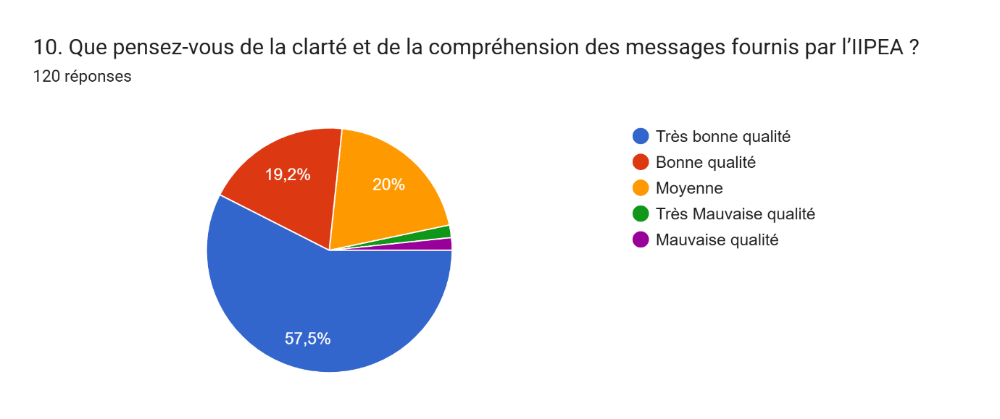 10. Que pensez-vous de la clarté et de la compréhension des messages fournis par l’IIPEA ?
120 réponses
19,2%
20%
57,5%
Très bonne qualité
Bonne qualité
Moyenne
Très Mauvaise qualité
Mauvaise qualité